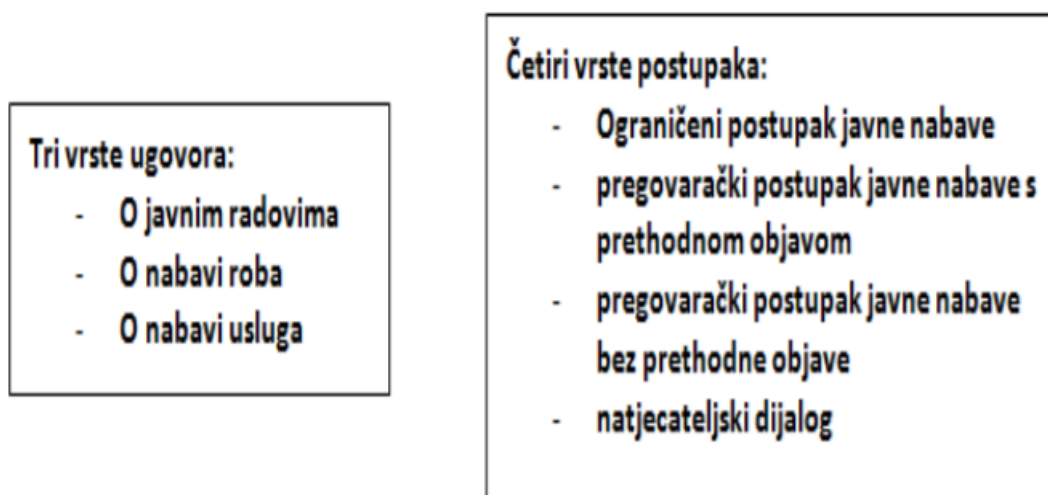 Tri vrste ugovora:
- O javnim radovima
- O nabavi roba
- O nabavi usluga
Četiri vrste postupaka:
- Ograničeni postupak javne nabave
- pregovarački postupak javne nabave s
prethodnom objavom
- pregovarački postupak javne nabave
bez prethodne objave
- natjecateljski dijalog